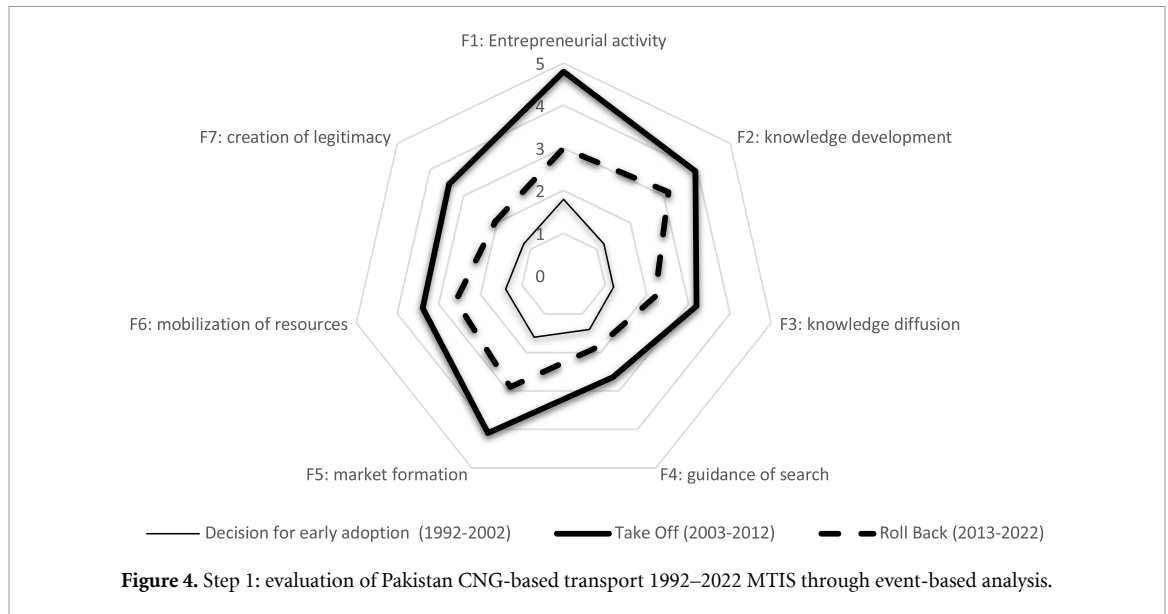 F1: Entrepreneurial activity
5
4
3
2
1
0
F7: creation of legitimacy
F2: knowledge development
F6: mobilization of resources
F3: knowledge diffusion
F5: market formation
F4: guidance of search
Decision for early adoption (1992-2002)
Take Off (2003-2012)
Roll Back (2013-2022)
Figure 4. Step 1: evaluation of Pakistan CNG-based transport 1992–2022 MTIS through event-based analysis.